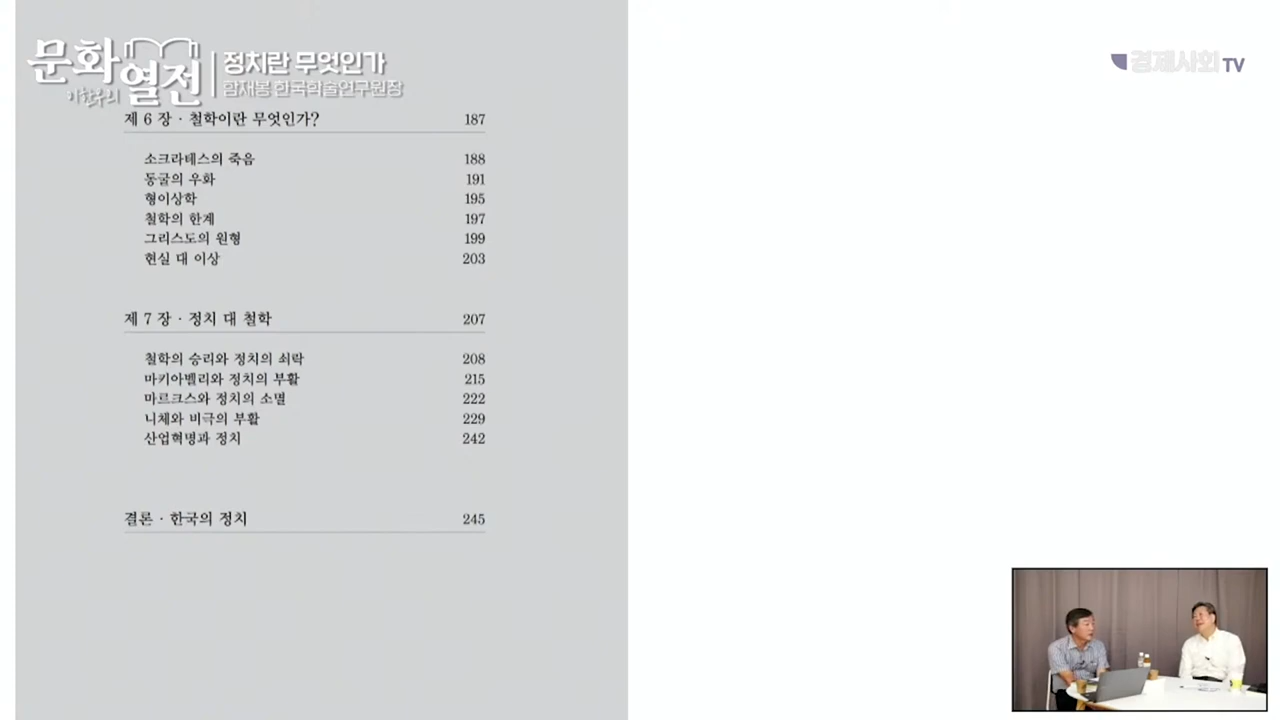 문화 열전
이한우의
정치란 무엇인가
함재봉 한국학술연구원장
경제사회TV
제 6 장 · 철학이란 무엇인가? 187
소크라테스의 죽음 188
동굴의 우화 191
형이상학 195
철학의 한계 197
그리스도의 원형 199
현실 대 이상 203
제 7 장 · 정치 대 철학 207
철학의 승리와 정치의 쇠락 208
마키아벨리와 정치의 부활 215
마르크스와 정치의 소멸 222
니체와 비극의 부활 229
산업혁명과 정치 242
결론 · 한국의 정치 245